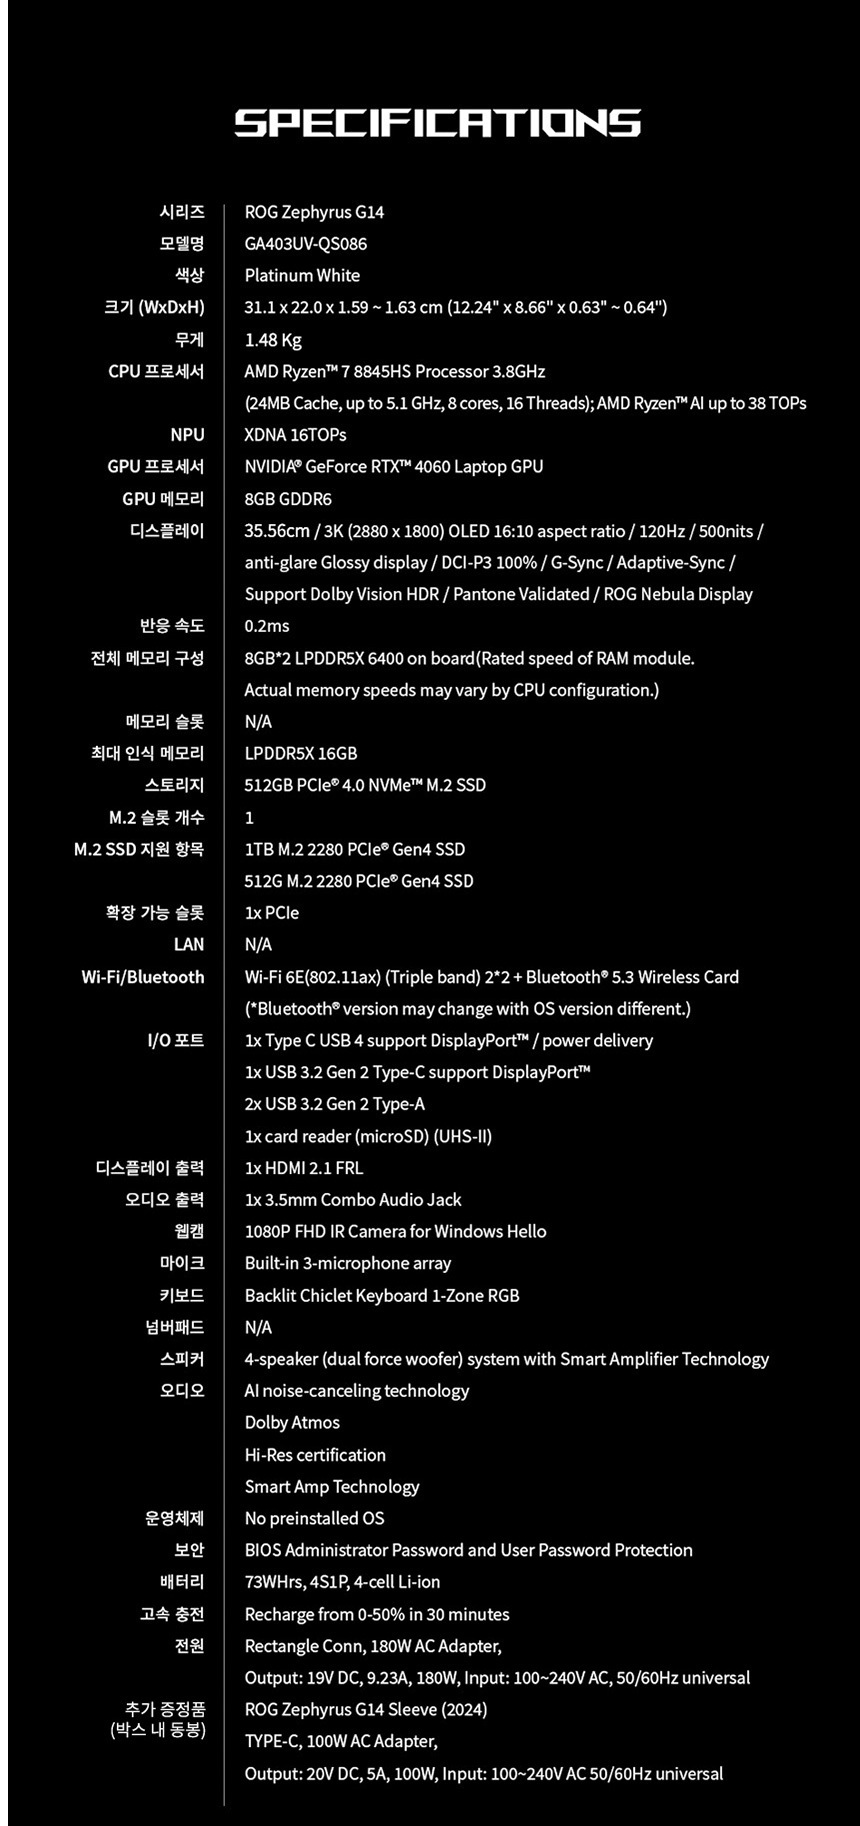 SPECIFICATIONS
시리즈 ROG Zephyrus G14
모델명 GA403UV-QS086
색상 Platinum White
크기 (WxDxH) 31.1 x 22.0 x 1.59 ~ 1.63 cm (12.24" x 8.66" x 0.63" ~ 0.64")
무게 1.48 Kg
CPU 프로세서 AMD Ryzen™ 7 8845HS Processor 3.8GHz
(24MB Cache, up to 5.1 GHz, 8 cores, 16 Threads); AMD Ryzen™ AI up to 38 TOPs
NPU XDNA 16TOPs
GPU 프로세서 NVIDIA® GeForce RTX™ 4060 Laptop GPU
GPU 메모리 8GB GDDR6
디스플레이 35.56cm / 3K (2880 x 1800) OLED 16:10 aspect ratio / 120Hz / 500nits /
anti-glare Glossy display / DCI-P3 100% / G-Sync / Adaptive-Sync /
Support Dolby Vision HDR / Pantone Validated / ROG Nebula Display
반응 속도 0.2ms
전체 메모리 구성 8GB*2 LPDDR5X 6400 on board(Rated speed of RAM module.
Actual memory speeds may vary by CPU configuration.)
메모리 슬롯 N/A
최대 인식 메모리 LPDDR5X 16GB
스토리지 512GB PCIe® 4.0 NVMe™ M.2 SSD
M.2 슬롯 개수 1
M.2 SSD 지원 항목 1TB M.2 2280 PCIe® Gen4 SSD
512G M.2 2280 PCIe® Gen4 SSD
확장 가능 슬롯 1x PCIe
LAN N/A
Wi-Fi/Bluetooth Wi-Fi 6E(802.11ax) (Triple band) 2*2 + Bluetooth® 5.3 Wireless Card
(*Bluetooth® version may change with OS version different.)
I/O 포트 1x Type C USB 4 support DisplayPort™ / power delivery
1x USB 3.2 Gen 2 Type-C support DisplayPort™
2x USB 3.2 Gen 2 Type-A
1x card reader (microSD) (UHS-II)
디스플레이 출력 1x HDMI 2.1 FRL
오디오 출력 1x 3.5mm Combo Audio Jack
웹캠 1080P FHD IR Camera for Windows Hello
마이크 Built-in 3-microphone array
키보드 Backlit Chiclet Keyboard 1-Zone RGB
넘버패드 N/A
스피커 4-speaker (dual force woofer) system with Smart Amplifier Technology
오디오 AI noise-canceling technology
Dolby Atmos
Hi-Res certification
Smart Amp Technology
운영체제 No preinstalled OS
보안 BIOS Administrator Password and User Password Protection
배터리 73WHrs, 4S1P, 4-cell Li-ion
고속 충전 Recharge from 0-50% in 30 minutes
전원 Rectangle Conn, 180W AC Adapter,
Output: 19V DC, 9.23A, 180W, Input: 100~240V AC, 50/60Hz universal
추가 증정품 ROG Zephyrus G14 Sleeve (2024)
(박스 내 동봉)
TYPE-C, 100W AC Adapter,
Output: 20V DC, 5A, 100W, Input: 100~240V AC 50/60Hz universal